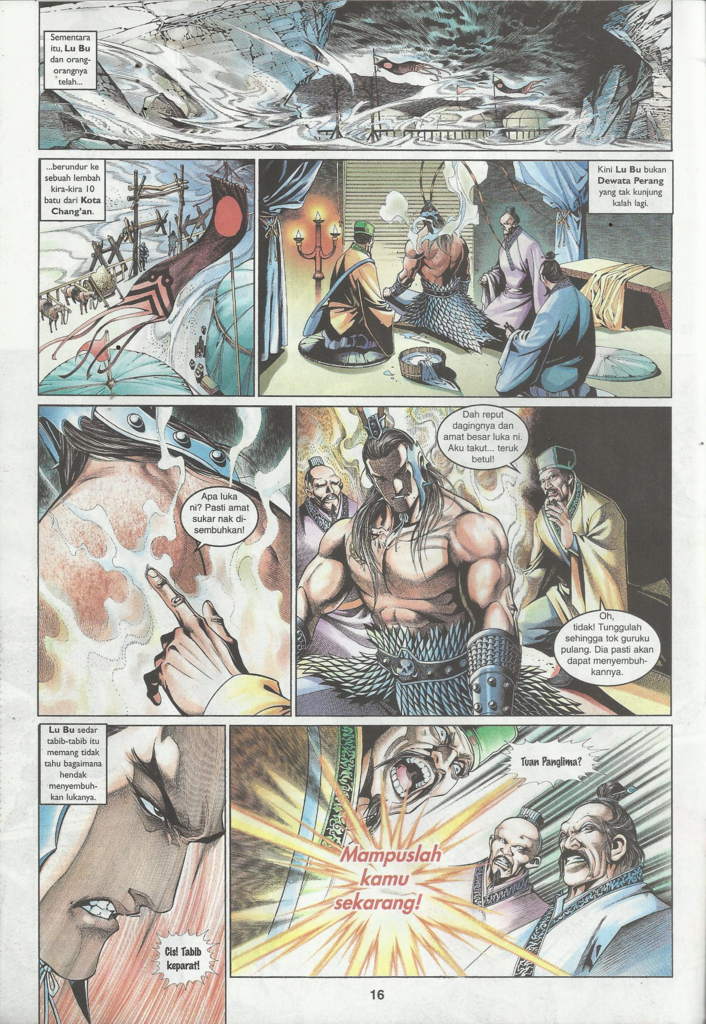 Sementara
itu, Lu Bu
dan orang-
orangnya
telah...
...berundur ke
sebuah lembah
kira-kira 10
batu dari Kota
Chang'an.
Kini Lu Bu bukan
Dewata Perang
yang tak kunjung
kalah lagi.
Apa luka
ni? Pasti amat
sukar nak di-
sembuhkan!
Dah reput
dagingnya dan
amat besar luka ni.
Aku takut... teruk
betul!
Oh,
tidak! Tunggulah
sehingga tok guruku
pulang. Dia pasti akan
dapat menyembuh-
kannya.
Lu Bu sedar
tabib-tabib itu
memang tidak
tahu bagaimana
hendak
menyembuh-
kan lukanya.
Cis! Tabib
keparat!
Tuan Panglima?
Mampuslah
kamu
sekarang!
16